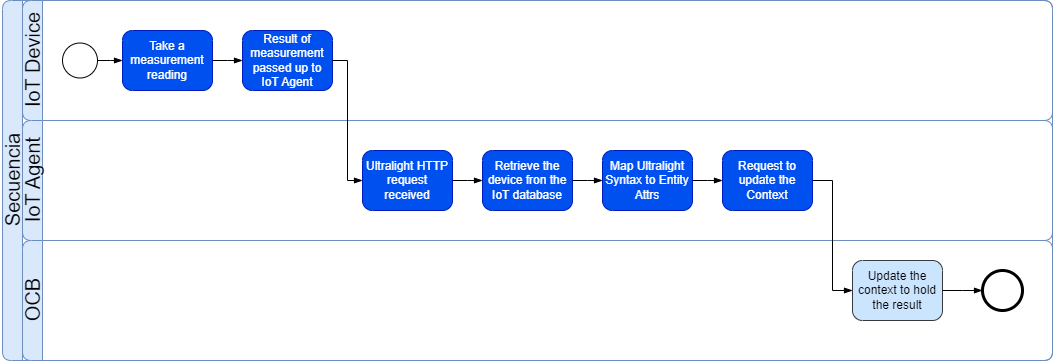 Secuencia
IoT Device
Take a
measurement
reading
Result of
measurement
passed up to
IoT Agent
IoT Agent
Ultralight HTTP
request
received
Retrieve the
device fron the
IoT database
Map Ultralight
Syntax to Entity
Attrs
Request to
update the
Context
OCB
Update the
context to hold
the result